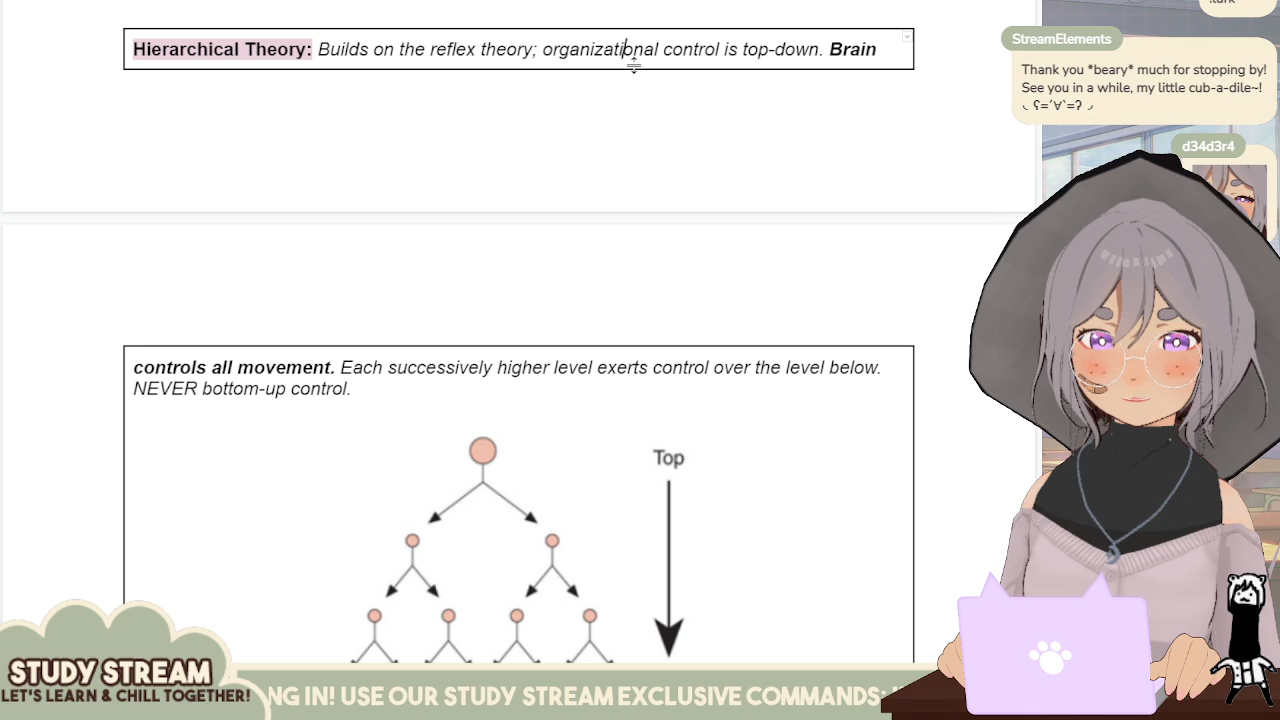 Hierarchical Theory: Builds on the reflex theory; organizational control is top-down. Brain
controls all movement. Each successively higher level exerts control over the level below.
NEVER bottom-up control.
Top
StreamElements
Thank you *beary* much for stopping by!
See you in a while, my little cub-a-dile~!
d34d3r4
STUDY STREAM
LET'S LEARN & CHILL TOGETHER!
NG IN! USE OUR STUDY STREAM EXCLUSIVE COMMANDS: